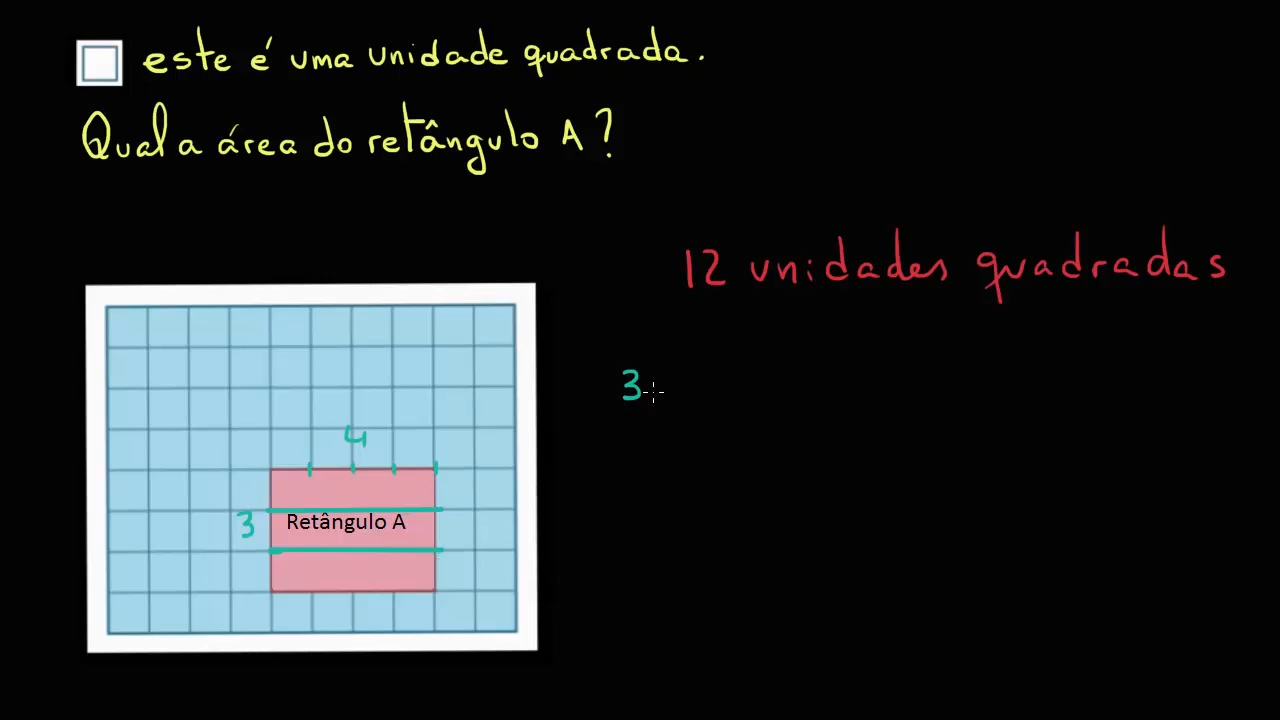 este é uma unidade quadrada.
Qual a área do retângulo A?
12 unidades quadradas
3
4
3
Retângulo A